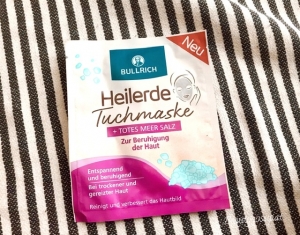 Neu
BULLRICH
Heilerde
Tuchmaske
+ TOTES MEER SALZ
Zur Beruhigung
der Haut
Entspannend
und beruhigend
Bei trockener und
gereizter Haut
Reinigt und verbessert das Hautbild